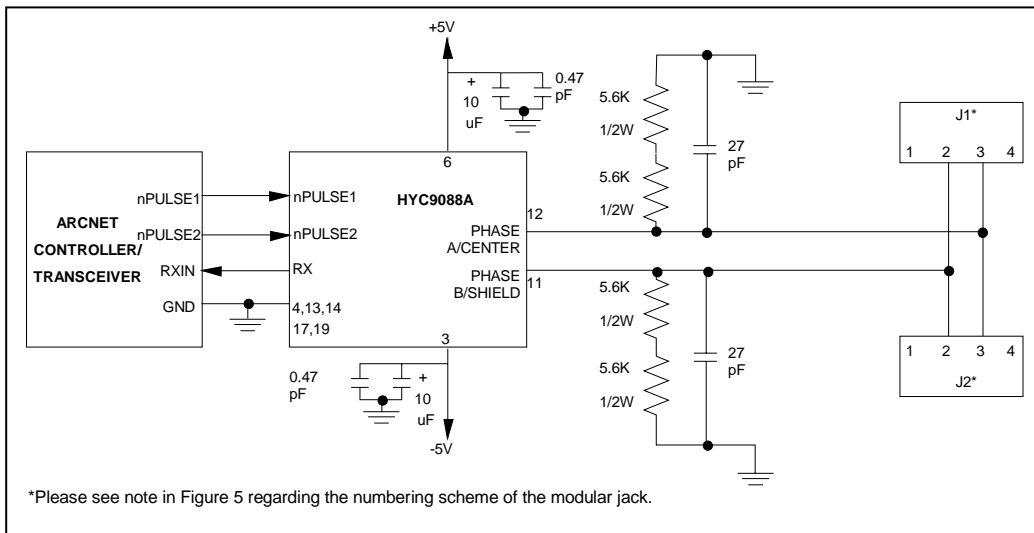 +5V
+
10
uF
0.47
pF
5.6K
1/2W
5.6K
1/2W
27
pF
J1*
1 2 3 4
6
HYC9088A
nPULSE1
nPULSE1
nPULSE2
nPULSE2
ARCNET
CONTROLLER/
TRANSCEIVER
RXIN
RX
GND
4,13,14
17,19
3
12
PHASE
A/CENTER
PHASE
B/SHIELD
11
5.6K
1/2W
5.6K
1/2W
27
pF
1 2 3 4
J2*
0.47
pF
+
10
uF
-5V
*Please see note in Figure 5 regarding the numbering scheme of the modular jack.